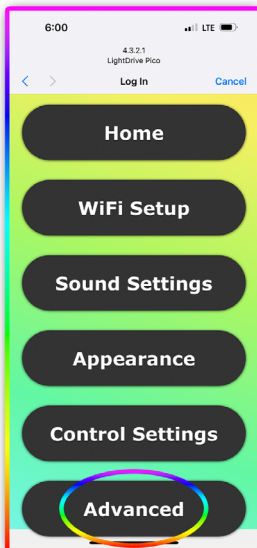 6:00
LTE
4.3.2.1
LightDrive Pico
Log In
Cancel
Home
WiFi Setup
Sound Settings
Appearance
Control Settings
Advanced